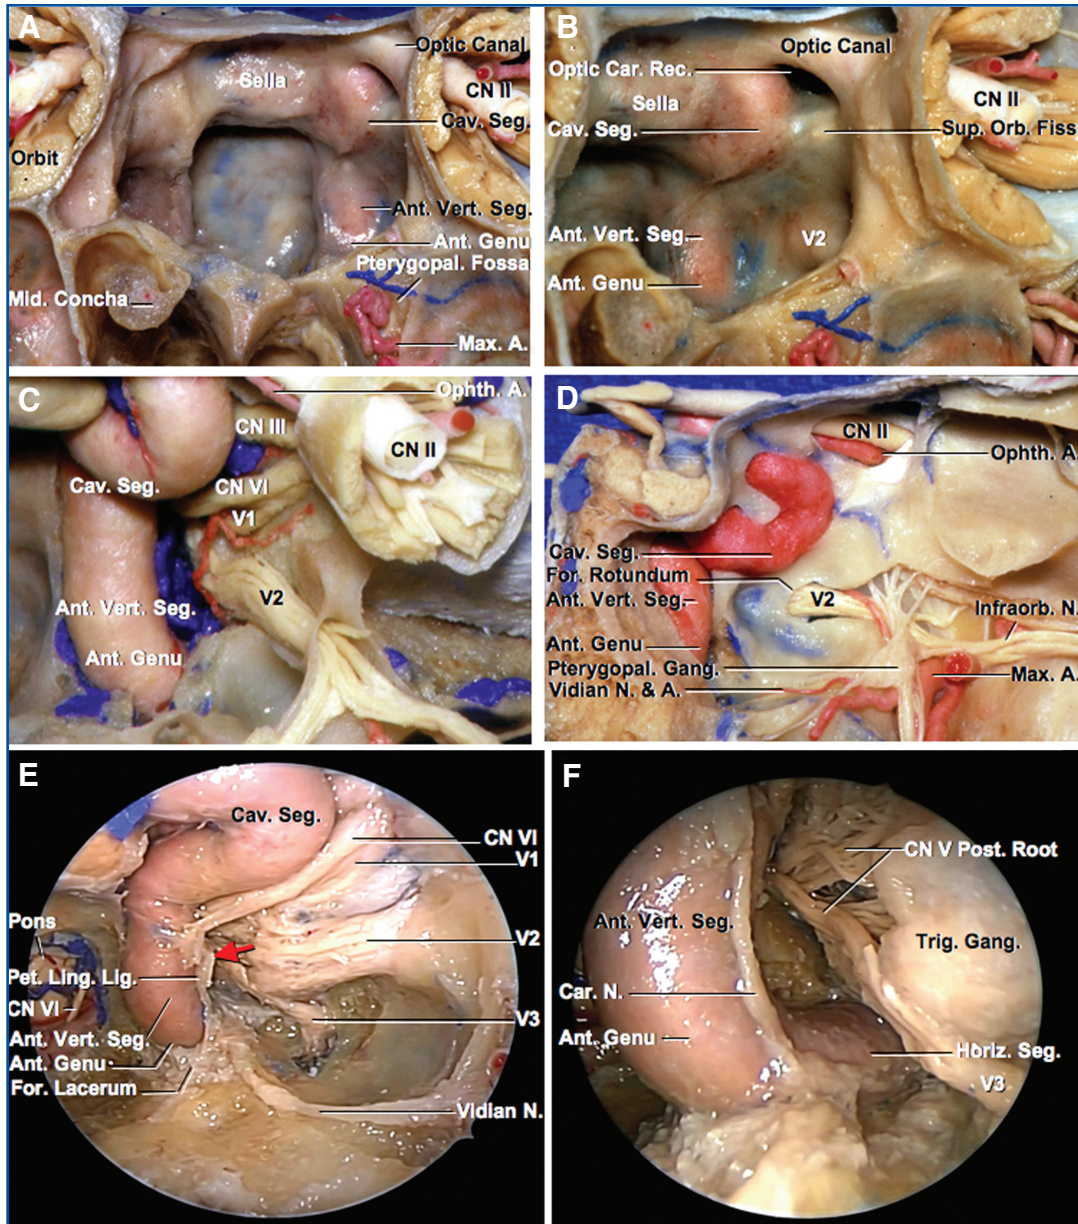 A
Optic Canal
Sella
CN II
Cav. Seg.
Orbit
Ant. Vert. Seg.
Ant. Genu
Pterygopal. Fossa
Mid. Concha
Max. A.
B
Optic Canal
Optic Car. Rec.
CN II
Sella
Cav. Seg.
Sup. Orb. Fiss
Ant. Vert. Seg.
V2
Ant. Genu
C
Ophth. A.
CN III
CN II
Cav. Seg.
CN VI
V1
V2
Ant. Vert. Seg.
Ant. Genu
D
CN II
Ophth. A
Cav. Seg.
For. Rotundum
Ant. Vert. Seg.
V2
Infraorb. N.
Ant. Genu
Pterygopal. Gang.
Max. A.
Vidian N. & A.
E
Cav. Seg.
CN VI
V1
Pons
V2
Pet. Ling. Lig.
CN VI
V3
Ant. Vert. Seg.
Ant. Genu
For. Lacerum
Vidian N.
F
CN V Post. Root
Ant. Vert. Seg.
Trig. Gang.
Car. N.
Ant. Genu
Horiz. Seg.
V3